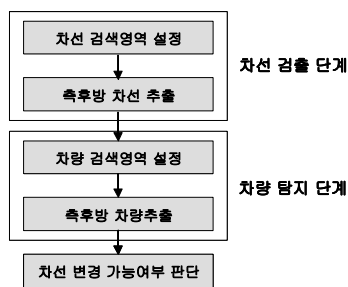 차선 검색영역 설정
차선 검출 단계
측후방 차선 추출
차량 검색영역 설정
차량 탐지 단계
측후방 차량추출
차선 변경 가능여부 판단